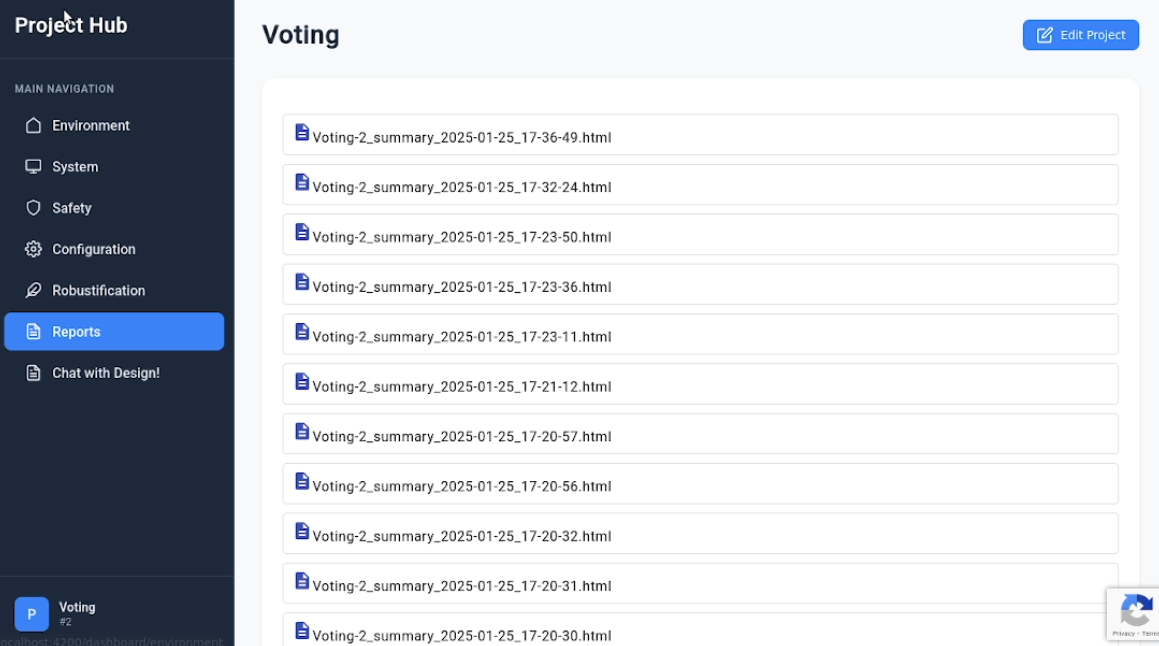 Project Hub
MAIN NAVIGATION
Environment
System
Safety
Configuration
Robustification
Reports
Chat with Design!
P
Voting
#2
ocalhost:4200/dashboard/environment
Voting
Edit Project
Voting-2_summary_2025-01-25_17-36-49.html
Voting-2_summary_2025-01-25_17-32-24.html
Voting-2_summary_2025-01-25_17-23-50.html
Voting-2_summary_2025-01-25_17-23-36.html
Voting-2_summary_2025-01-25_17-23-11.html
Voting-2_summary_2025-01-25_17-21-12.html
Voting-2_summary_2025-01-25_17-20-57.html
Voting-2_summary_2025-01-25_17-20-56.html
Voting-2_summary_2025-01-25_17-20-32.html
Voting-2_summary_2025-01-25_17-20-31.html
Voting-2_summary_2025-01-25_17-20-30.html
Privacy - Terms